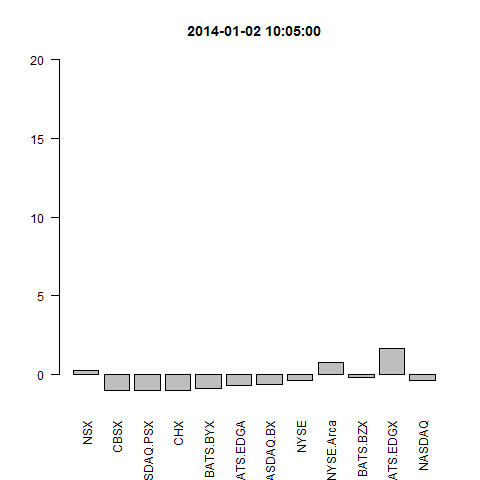 2014-01-02 10:05:00
20
15
10
5
0
NSX
CBSX
SDAQ.PSX
CHX
BATS.BYX
ATS.EDGA
ASDAQ.BX
NYSE
NYSE.Arca
BATS.BZX
ATS.EDGX
NASDAQ